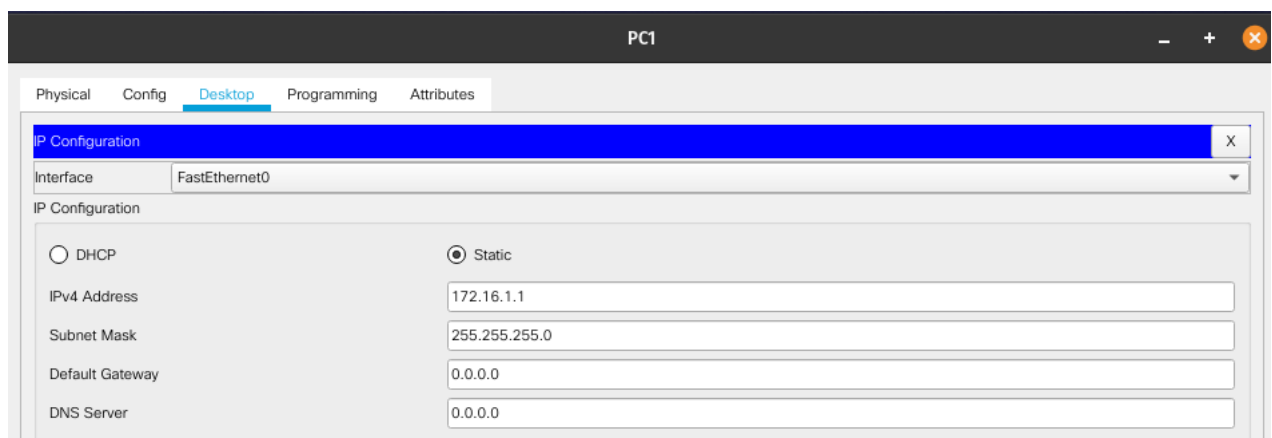 PC1
Physical Config Desktop Programming Attributes
IP Configuration X
Interface FastEthernet0
IP Configuration
DHCP Static
IPv4 Address 172.16.1.1
Subnet Mask 255.255.255.0
Default Gateway 0.0.0.0
DNS Server 0.0.0.0